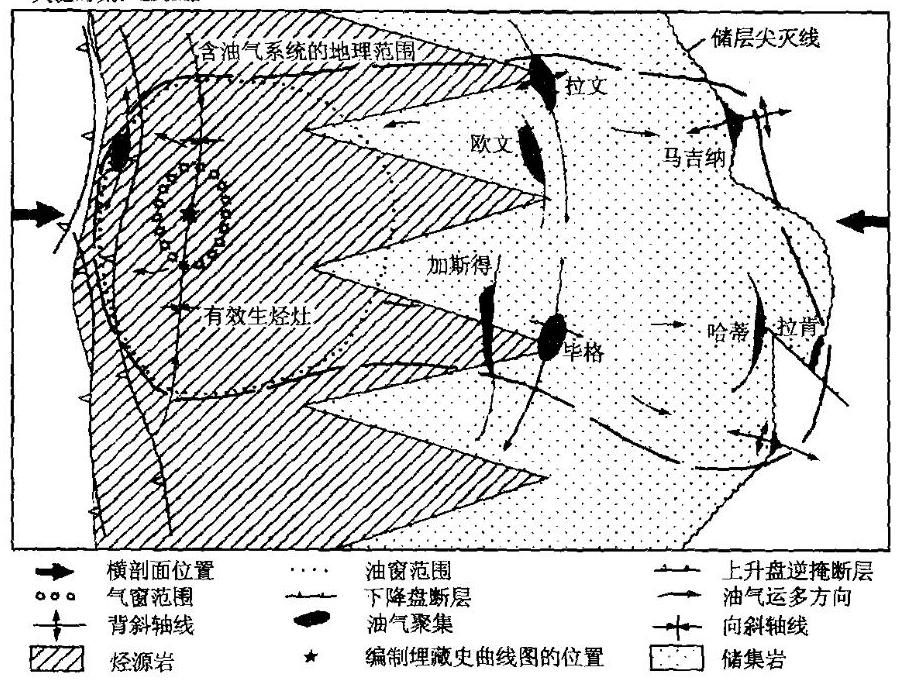 含油气系统的地理范围
储层尖灭线
拉文
欧文
马吉纳
加斯得
有效生烃灶
毕格
哈蒂
拉肯
横剖面位置
油窗范围
上升盘逆掩断层
气窗范围
下降盘断层
油气运多方向
背斜轴线
油气聚集
向斜轴线
烃源岩
编制埋藏史曲线图的位置
储集岩